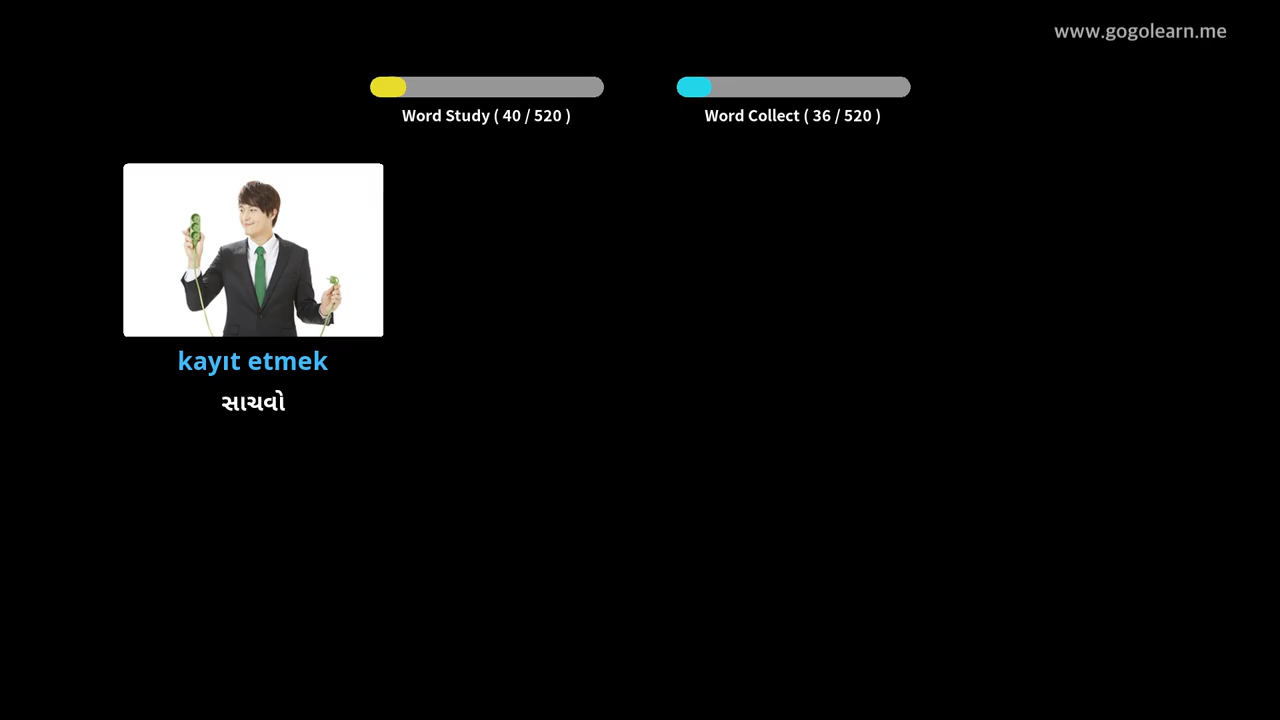 www.gogolearn.me
Word Study ( 40 / 520 )
Word Collect ( 36 / 520 )
kayıt etmek
સાચવો